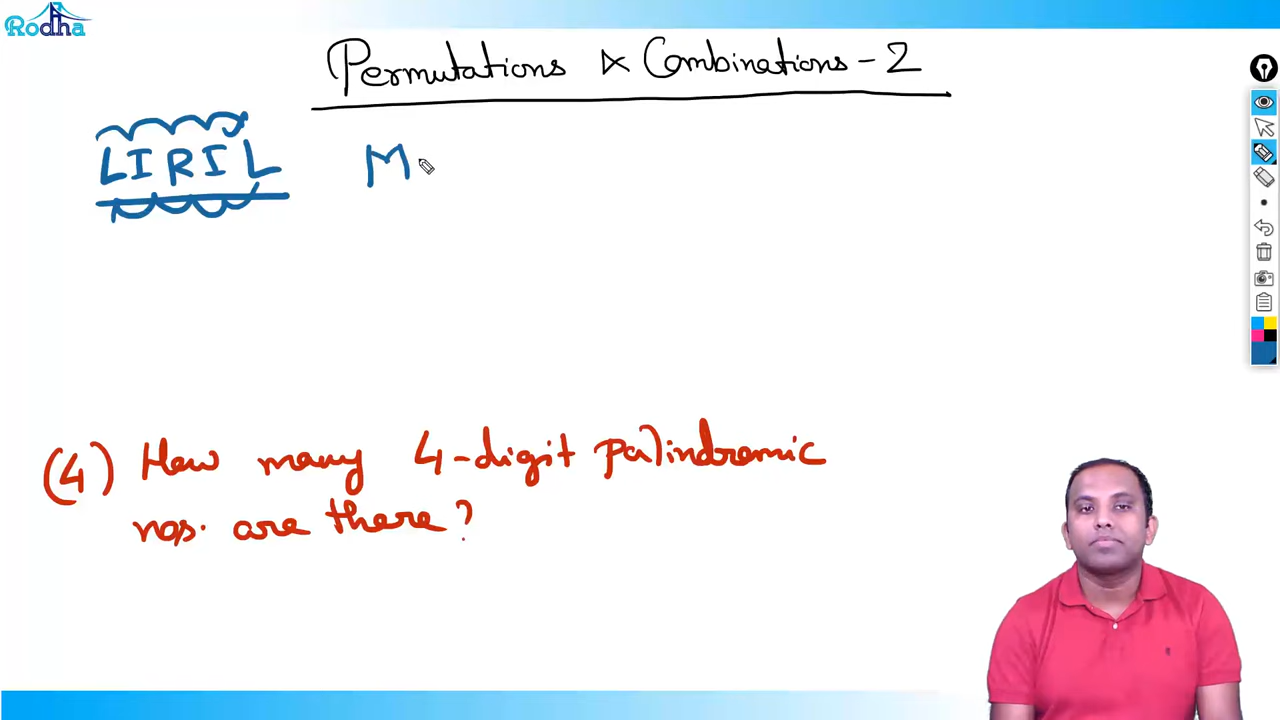 Rodha
Permutations & Combinations - 2
LIRIL M
(4) How many 4-digit palindromic
nos. are there?